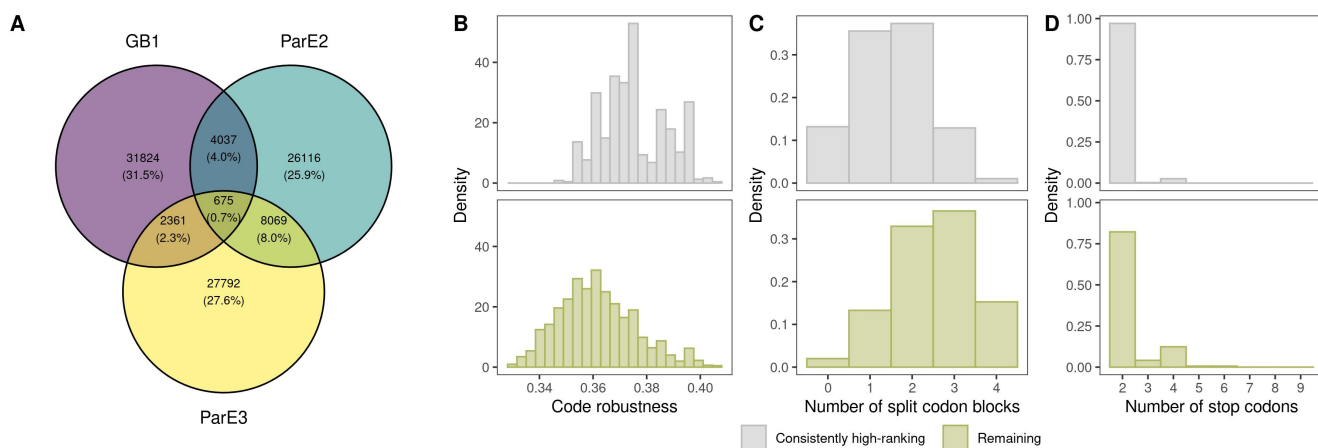 A
GB1
ParE2
31824
(31.5%)
4037
(4.0%)
26116
(25.9%)
675
(0.7%)
2361
(2.3%)
8069
(8.0%)
27792
(27.6%)
ParE3
B
Density
40
20
0
40
20
0
0.34 0.36 0.38 0.40
Code robustness
C
Density
0.3
0.2
0.1
0.0
0.3
0.2
0.1
0.0
0 1 2 3 4
Number of split codon blocks
D
Density
1.00
0.75
0.50
0.25
0.00
1.00
0.75
0.50
0.25
0.00
2 3 4 5 6 7 8 9
Number of stop codons
Consistently high-ranking
Remaining